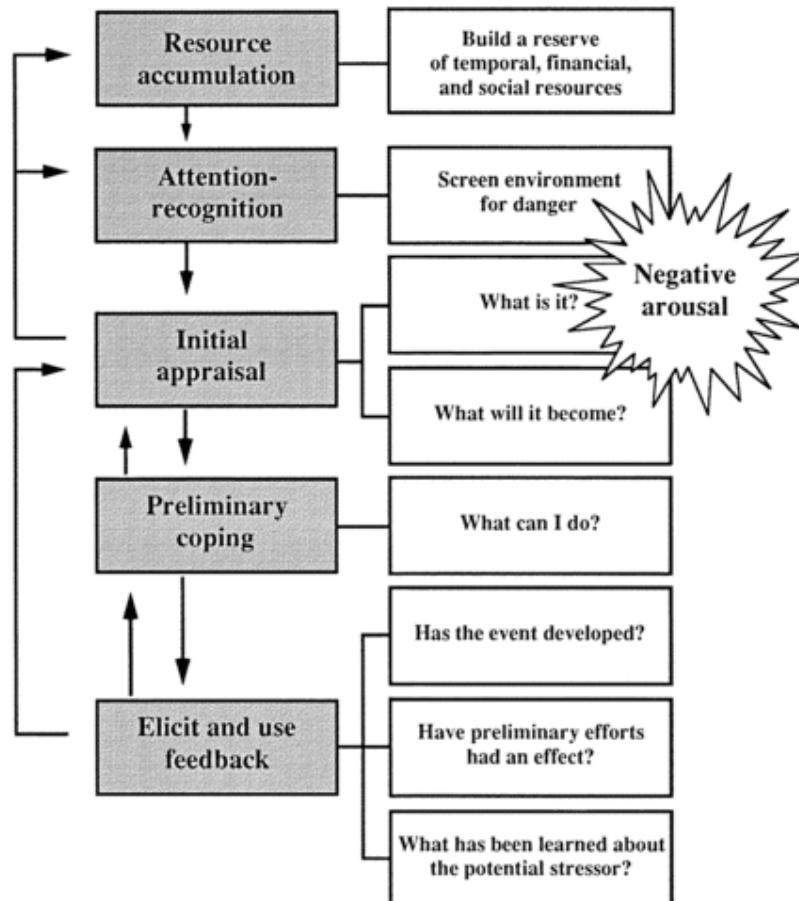 Resource
accumulation
Build a reserve
of temporal, financial,
and social resources
Attention-
recognition
Screen environment
for danger
Negative
arousal
Initial
appraisal
What is it?
What will it become?
Preliminary
coping
What can I do?
Has the event developed?
Elicit and use
feedback
Have preliminary efforts
had an effect?
What has been learned about
the potential stressor?